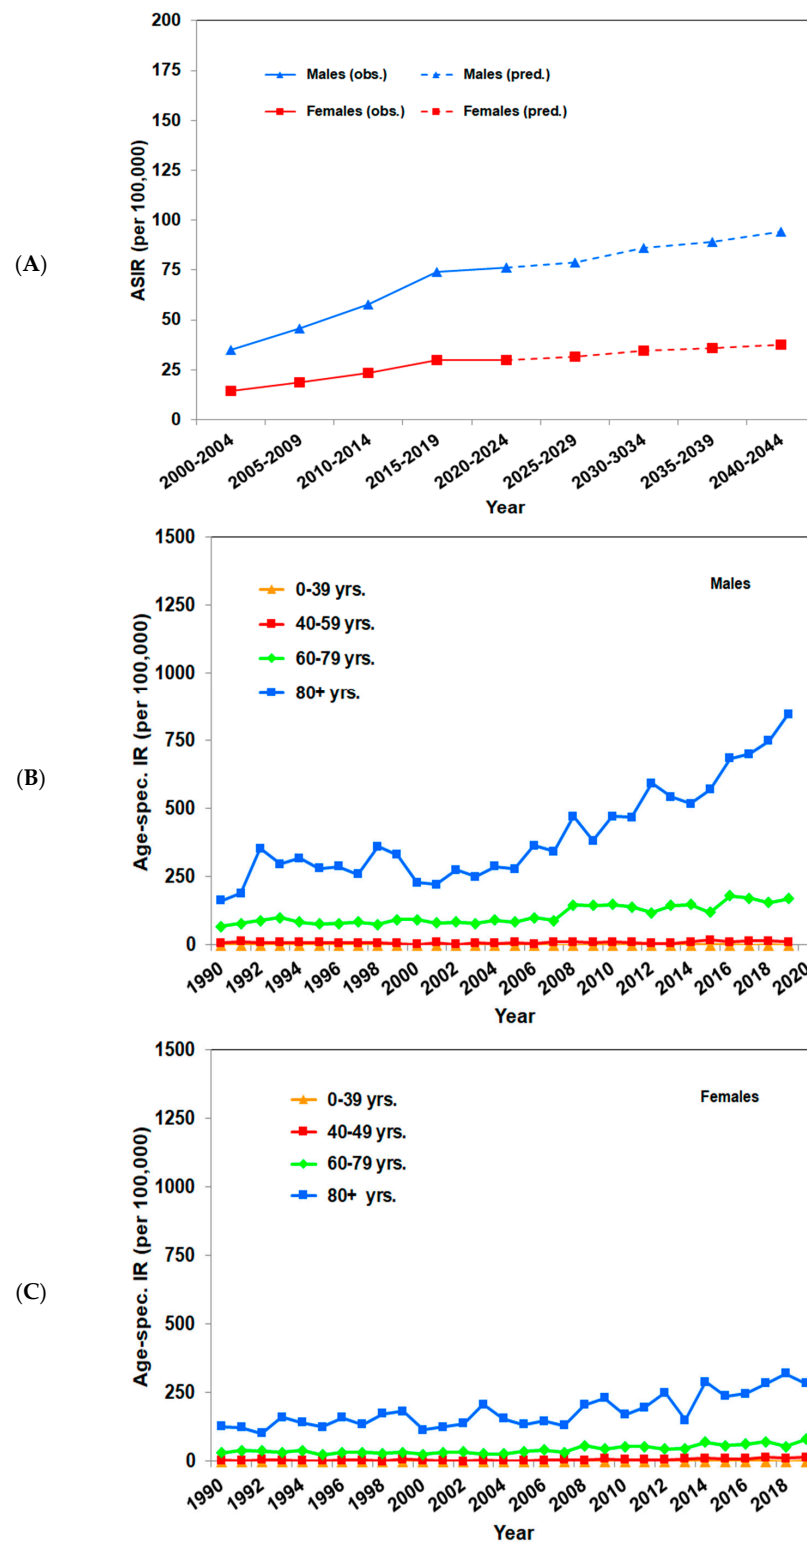 200
175
150
125
100
75
50
25
0
ASIR (per 100,000)
Males (obs.) Males (pred.)
Females (obs.) Females (pred.)
(A)
2000-2004 2005-2009 2010-2014 2015-2019 2020-2024 2025-2029 2030-3034 2035-2039 2040-2044
Year
1500
1250
1000
750
500
250
0
Age-spec. IR (per 100,000)
Males
0-39 yrs.
40-59 yrs.
60-79 yrs.
80+ yrs.
(B)
1990 1992 1994 1996 1998 2000 2002 2004 2006 2008 2010 2012 2014 2016 2018 2020
Year
1500
1250
1000
750
500
250
0
Age-spec. IR (per 100,000)
Females
0-39 yrs.
40-49 yrs.
60-79 yrs.
80+ yrs.
(C)
1990 1992 1994 1996 1998 2000 2002 2004 2006 2008 2010 2012 2014 2016 2018
Year